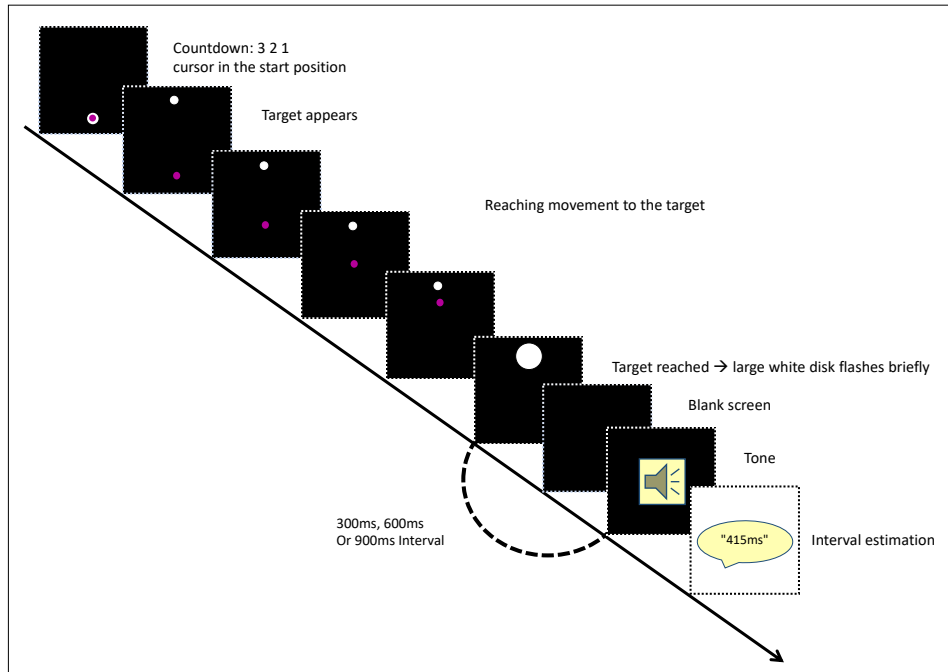 Countdown: 3 2 1
cursor in the start position
Target appears
Reaching movement to the target
Target reached → large white disk flashes briefly
Blank screen
Tone
300ms, 600ms
Or 900ms Interval
"415ms"
Interval estimation